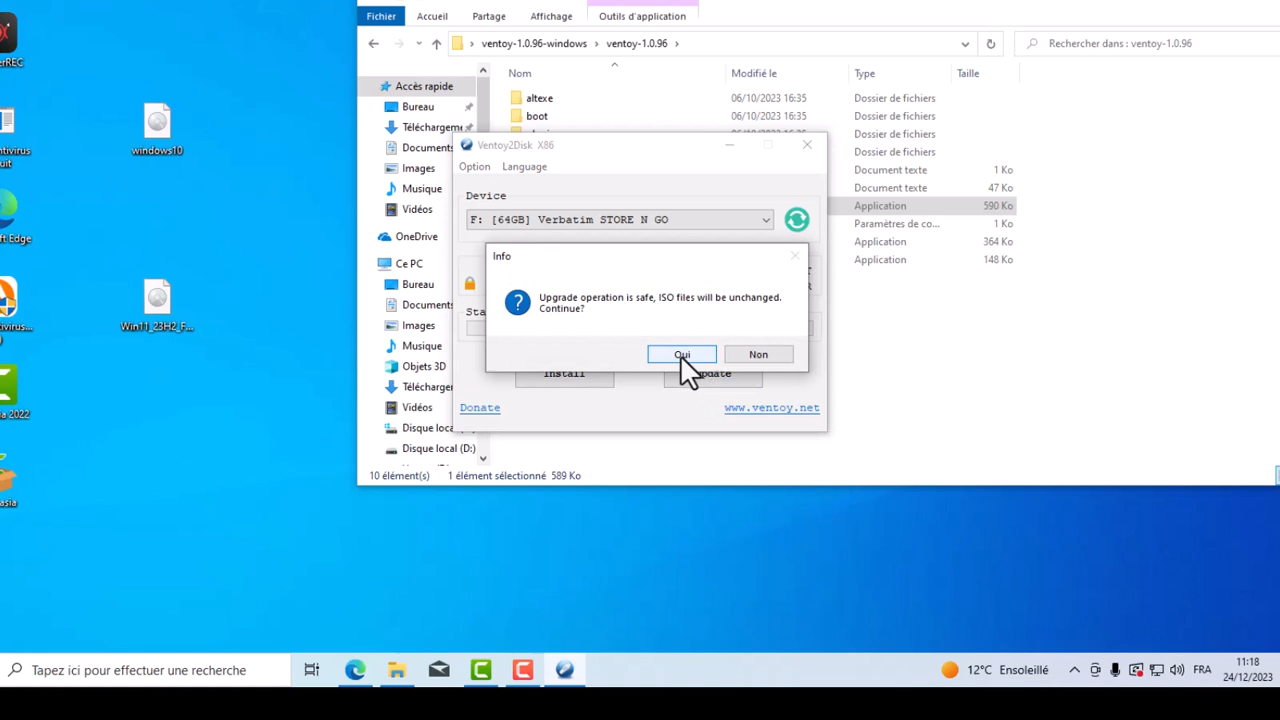 Fichier Accueil Partage Affichage Outils d'application
ventoy-1.0.96-windows ventoy-1.0.96 Rechercher dans : ventoy-1.0.96
Nom Modifié le Type Taille
Accès rapide
Bureau
Documents
Images
Musique
Vidéos
OneDrive
Ce PC
Bureau
Documents
Images
Musique
Objets 3D
Vidéos
Disque local (D:)
altexe 06/10/2023 16:35 Dossier de fichiers
boot 06/10/2023 16:35 Dossier de fichiers
Dossier de fichiers
Dossier de fichiers
Document texte 1 Ko
Document texte 47 Ko
Application 590 Ko
Paramètres de co... 1 Ko
Application 364 Ko
Application 148 Ko
Ventoy2Disk X86
Option Language
Device
F: [64GB] Verbatim STORE N GO
Info
Upgrade operation is safe, ISO files will be unchanged.
Continue?
Oui Non
Install
Donate www.ventoy.net
10 élément(s) 1 élément sélectionné 589 Ko
windows10
Win11_23H2_F...
Tapez ici pour effectuer une recherche
12°C Ensoleillé FRA
11:18
24/12/2023